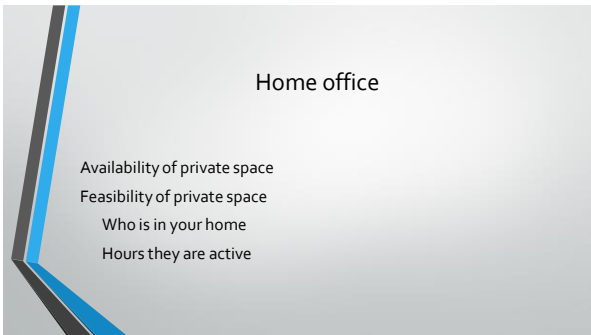 Home office
Availability of private space
Feasibility of private space
Who is in your home
Hours they are active